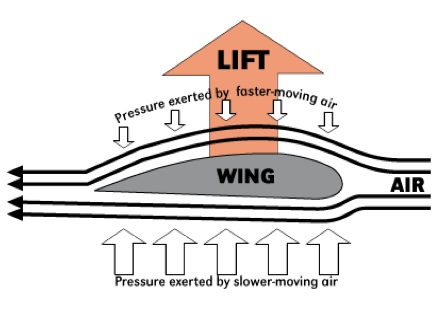 LIFT
Pressure exerted by faster-moving air
WING
AIR
Pressure exerted by slower-moving air